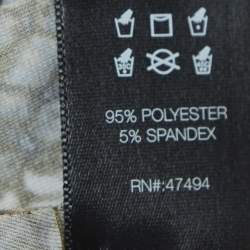 95% POLYESTER
5% SPANDEX
RN#:47494